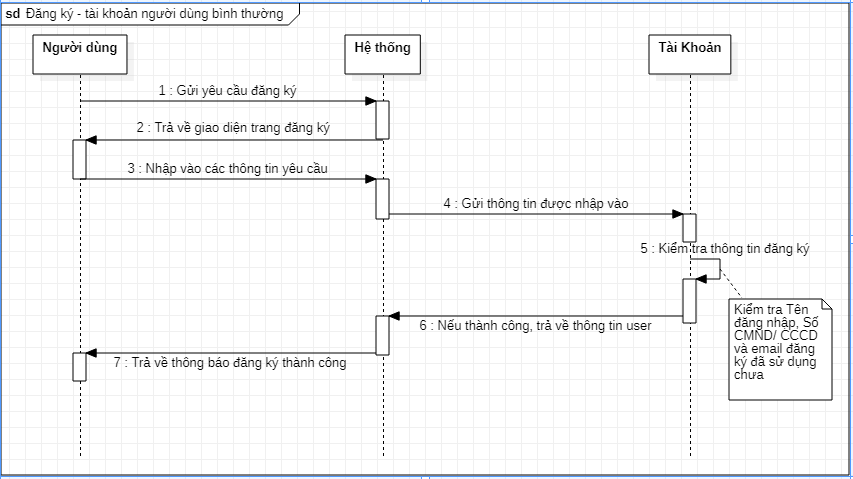 sd Đăng ký - tài khoản người dùng bình thường
Người dùng
Hệ thống
Tài Khoản
1 : Gửi yêu cầu đăng ký
2 : Trả về giao diện trang đăng ký
3 : Nhập vào các thông tin yêu cầu
4 : Gửi thông tin được nhập vào
5 : Kiểm tra thông tin đăng ký
Kiểm tra Tên
đăng nhập, Số
CMND/ CCCD
và email đăng
ký đã sử dụng
chưa
6 : Nếu thành công, trả về thông tin user
7 : Trả về thông báo đăng ký thành công